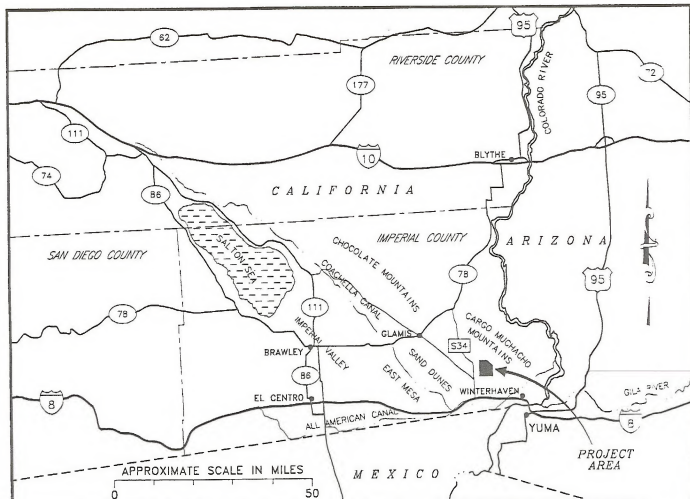 95
62
RIVERSIDE COUNTY
COLORADO RIVER
177
72
95
111
BLYTHE
10
74
86
CALIFORNIA
IMPERIAL COUNTY
ARIZONA
SAN DIEGO COUNTY
SALTON SEA
CHOCOLATE MOUNTAINS
COACHELLA CANAL
78
95
111
78
GLAMIS
CARGO MUCHACHO
MOUNTAINS
IMPERIAL VALLEY
S34
BRAWLEY
SAND DUNES
86
EAST MESA
WINTERHAVEN
GILA RIVER
EL CENTRO
8
ALL AMERICAN CANAL
8
YUMA
PROJECT
AREA
APPROXIMATE SCALE IN MILES
MEXICO
0
50